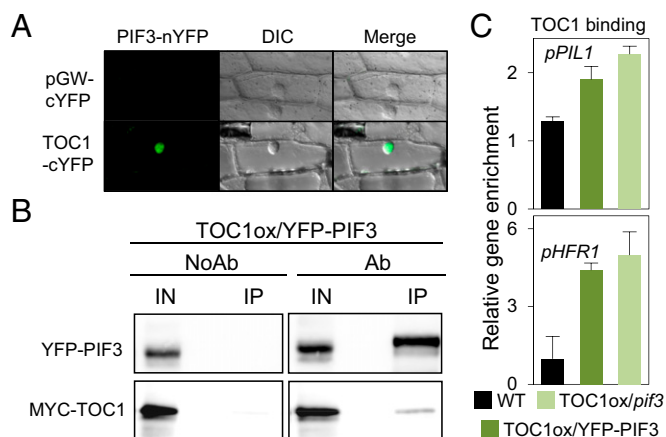 A
PIF3-nYFP DIC Merge
pGW-
cYFP
TOC1
-cYFP
B
TOC1ox/YFP-PIF3
NoAb Ab
IN IP IN IP
YFP-PIF3
MYC-TOC1
C
TOC1 binding
Relative gene enrichment
pPIL1
2
1
0
pHFR1
6
3
0
WT TOC1ox/pif3
TOC1ox/YFP-PIF3